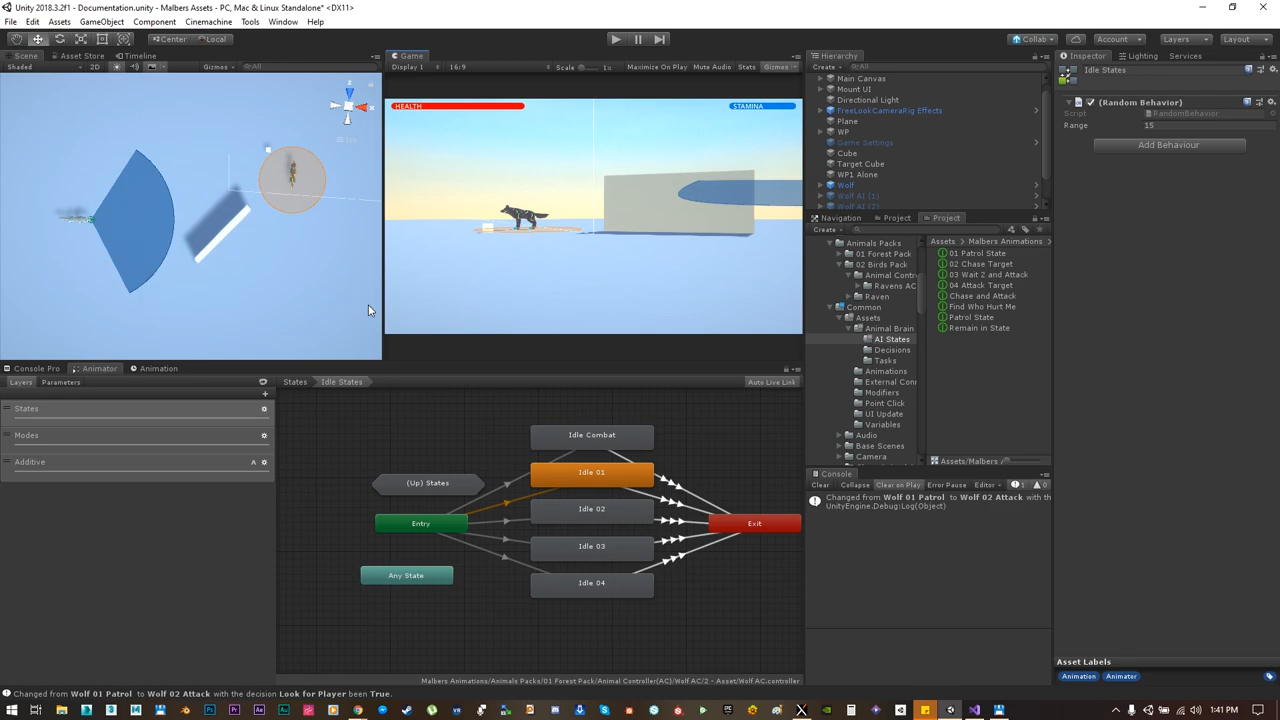 Unity 2018.3.2f1 - Documentation.unity - Malbers Assets - PC, Mac & Linux Standalone* <DX11>
File Edit Assets GameObject Component Cinemachine Tools Window Help
Center Local Collab Account Layers Layout
Scene Asset Store Timeline
Shaded 2D Gizmos All
Game
Display 1 16:9 Scale 1x Maximize On Play Mute Audio Stats Gizmos
HEALTH STAMINA
Hierarchy
Create All
Main Canvas
Mount UI
Directional Light
FreeLookCameraRig Effects
Plane
WP
Game Settings
Cube
Target Cube
WP1 Alone
Wolf
Wolf AI (1)
Wolf AI (2)
Inspector Lighting Services
Idle States
(Random Behavior)
Script RandomBehavior
Range 15
Add Behaviour
Navigation Project Project
Create
Animals Packs
01 Forest Pack
02 Birds Pack
Animal Contr
Ravens AC
Raven
Common
Assets
Animal Brain
AI States
Decisions
Tasks
Animations
External Con
Modifiers
Point Click
UI Update
Variables
Audio
Base Scenes
Camera
Assets Malbers Animations
01 Patrol State
02 Chase Target
03 Wait 2 and Attack
04 Attack Target
Chase and Attack
Find Who Hurt Me
Patrol State
Remain in State
Assets/Malbers
Console Pro Animator Animation
Layers Parameters
States
Modes
Additive A
States Idle States Auto Live Link
Idle Combat
Idle 01
Idle 02
Idle 03
Idle 04
(Up) States
Entry
Any State
Exit
Malbers Animations/Animals Packs/01 Forest Pack/Animal Controller(AC)/Wolf AC/2 - Asset/Wolf AC.controller
Console
Clear Collapse Clear on Play Error Pause Editor 1 0
Changed from Wolf 01 Patrol to Wolf 02 Attack with the
UnityEngine.Debug:Log(Object)
Asset Labels
Animation Animator
Changed from Wolf 01 Patrol to Wolf 02 Attack with the decision Look for Player been True.
1:41 PM